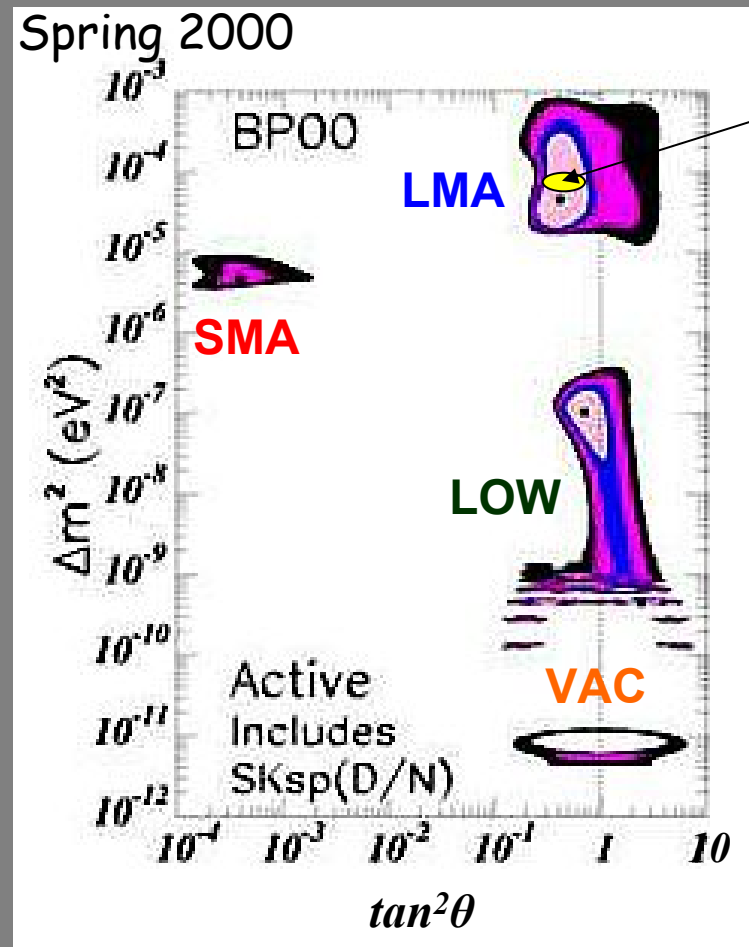 Spring 2000
BP00
LMA
SMA
LOW
VAC
Active
Includes
SKsp(D/N)
Δm² (eV²)
10⁻³
10⁻⁴
10⁻⁵
10⁻⁶
10⁻⁷
10⁻⁸
10⁻⁹
10⁻¹⁰
10⁻¹¹
10⁻¹²
10⁻⁴ 10⁻³ 10⁻² 10⁻¹ 1 10
tan²θ